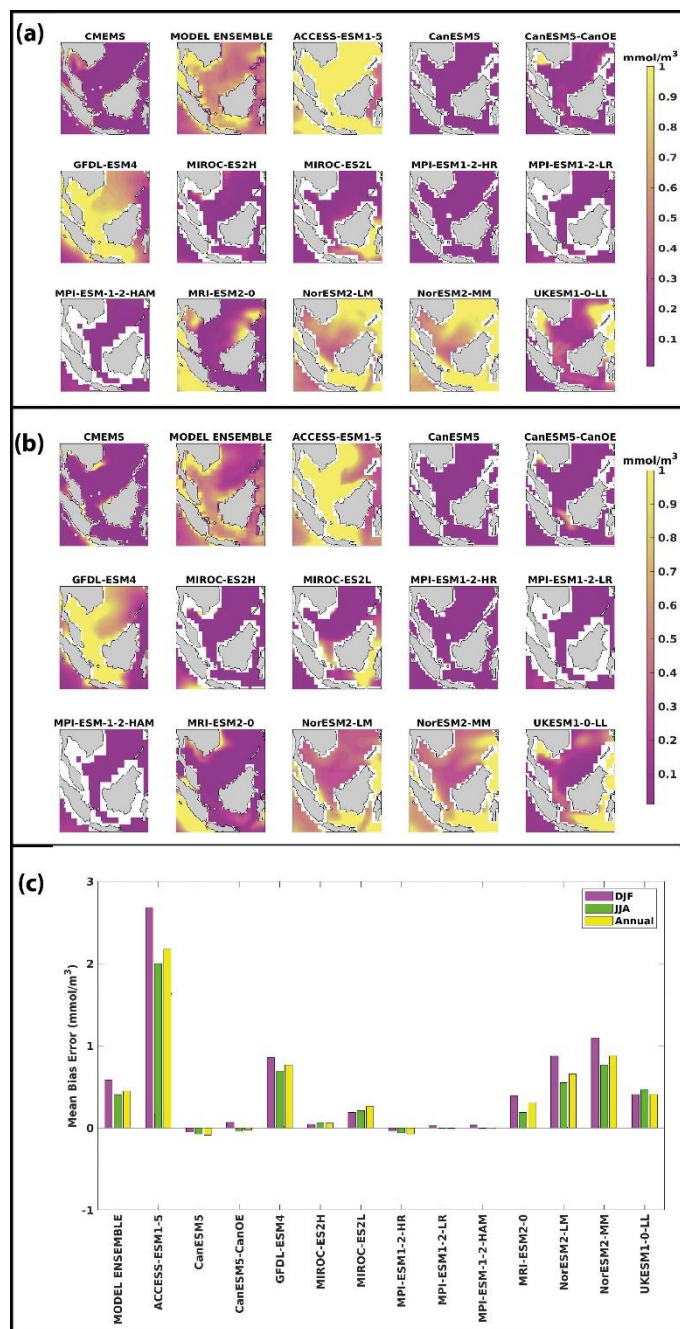 (a)
CMEMS MODEL ENSEMBLE ACCESS-ESM1-5 CanESM5 CanESM5-CanOE
mmol/m³
1
0.9
0.8
0.7
0.6
0.5
0.4
0.3
0.2
0.1
GFDL-ESM4 MIROC-ES2H MIROC-ES2L MPI-ESM1-2-HR MPI-ESM1-2-LR
MPI-ESM-1-2-HAM MRI-ESM2-0 NorESM2-LM NorESM2-MM UKESM1-0-LL
(b)
CMEMS MODEL ENSEMBLE ACCESS-ESM1-5 CanESM5 CanESM5-CanOE
mmol/m³
1
0.9
0.8
0.7
0.6
0.5
0.4
0.3
0.2
0.1
GFDL-ESM4 MIROC-ES2H MIROC-ES2L MPI-ESM1-2-HR MPI-ESM1-2-LR
MPI-ESM-1-2-HAM MRI-ESM2-0 NorESM2-LM NorESM2-MM UKESM1-0-LL
(c)
Mean Bias Error (mmol/m³)
3
2
1
0
-1
DJF
JJA
Annual
MODEL ENSEMBLE
ACCESS-ESM1-5
CanESM5
CanESM5-CanOE
GFDL-ESM4
MIROC-ES2H
MIROC-ES2L
MPI-ESM1-2-HR
MPI-ESM1-2-LR
MPI-ESM-1-2-HAM
MRI-ESM2-0
NorESM2-LM
NorESM2-MM
UKESM1-0-LL